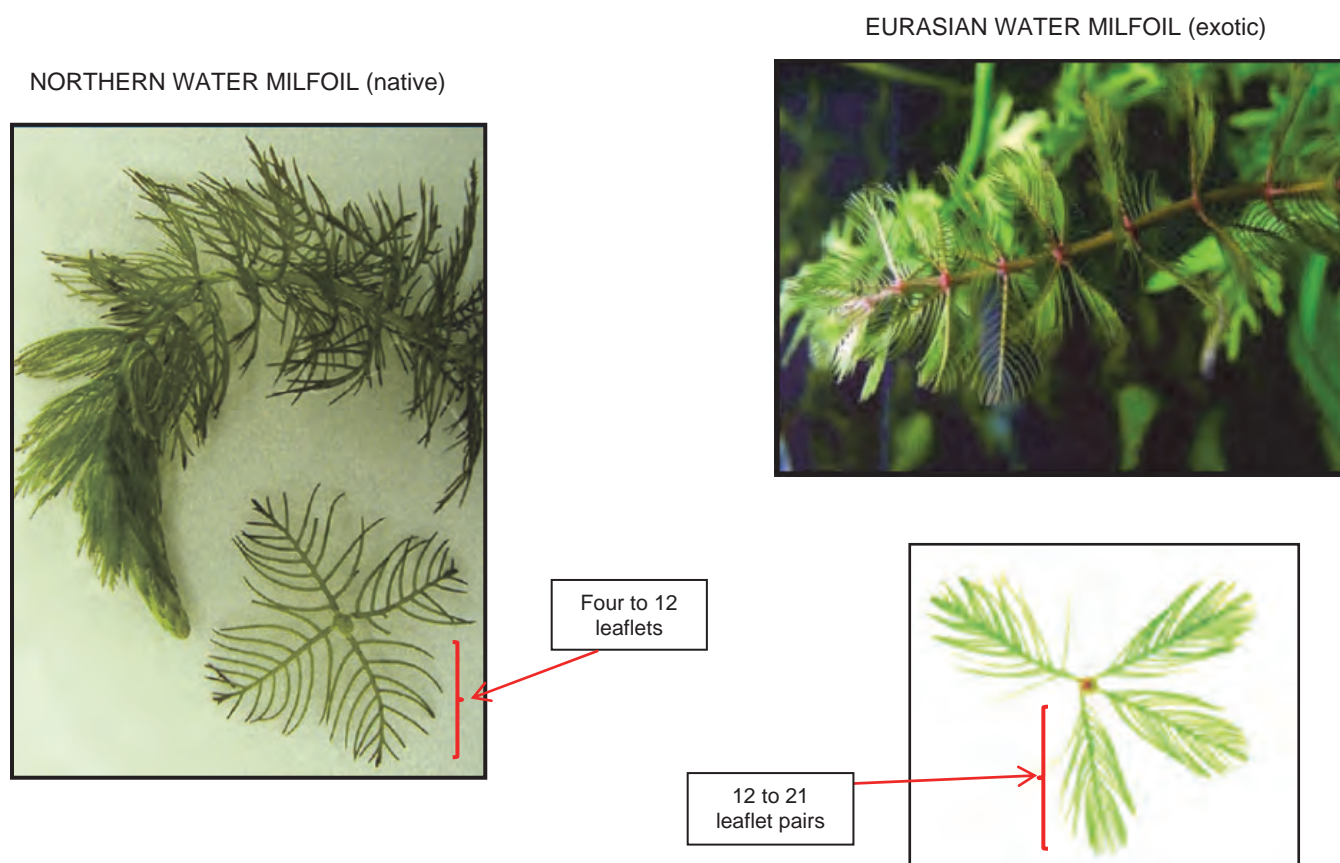 EURASIAN WATER MILFOIL (exotic)
NORTHERN WATER MILFOIL (native)
Four to 12
leaflets
12 to 21
leaflet pairs